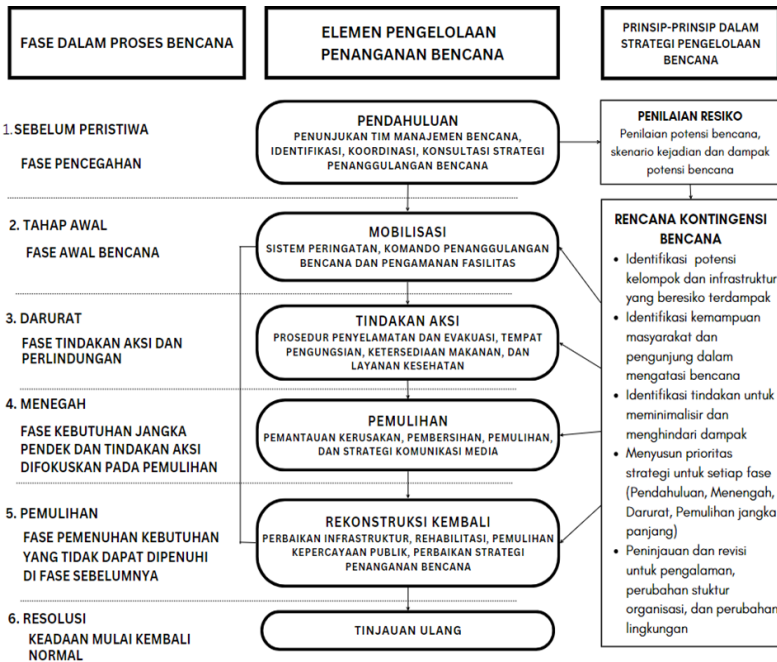 FASE DALAM PROSES BENCANA
ELEMEN PENGELOLAAN
PENANGANAN BENCANA
PRINSIP-PRINSIP DALAM
STRATEGI PENGELOLAAN
BENCANA
1. SEBELUM PERISTIWA
FASE PENCEGAHAN
PENDAHULUAN
PENUNJUKAN TIM MANAJEMEN BENCANA,
IDENTIFIKASI, KOORDINASI, KONSULTASI STRATEGI
PENANGGULANGAN BENCANA
PENILAIAN RESIKO
Penilaian potensi bencana,
skenario kejadian dan dampak
potensi bencana
2. TAHAP AWAL
FASE AWAL BENCANA
MOBILISASI
SISTEM PERINGATAN, KOMANDO PENANGGULANGAN
BENCANA DAN PENGAMANAN FASILITAS
3. DARURAT
FASE TINDAKAN AKSI DAN
PERLINDUNGAN
TINDAKAN AKSI
PROSEDUR PENYELAMATAN DAN EVAKUASI, TEMPAT
PENGUNGSIAN, KETERSEDIAAN MAKANAN, DAN
LAYANAN KESEHATAN
4. MENEGAH
FASE KEBUTUHAN JANGKA
PENDEK DAN TINDAKAN AKSI
DIFOKUSKAN PADA PEMULIHAN
PEMULIHAN
PEMANTAUAN KERUSAKAN, PEMBERSIHAN, PEMULIHAN,
DAN STRATEGI KOMUNIKASI MEDIA
5. PEMULIHAN
FASE PEMENUHAN KEBUTUHAN
YANG TIDAK DAPAT DIPENUHI
DI FASE SEBELUMNYA
REKONSTRUKSI KEMBALI
PERBAIKAN INFRASTRUKTUR, REHABILITASI, PEMULIHAN
KEPERCAYAAN PUBLIK, PERBAIKAN STRATEGI
PENANGANAN BENCANA
6. RESOLUSI
KEADAAN MULAI KEMBALI
NORMAL
TINJAUAN ULANG
RENCANA KONTINGENSI
BENCANA
• Identifikasi potensi
kelompok dan infrastruktur
yang beresiko terdampak
• Identifikasi kemampuan
masyarakat dan
pengunjung dalam
mengatasi bencana
• Identifikasi tindakan untuk
meminimalisir dan
menghindari dampak
• Menyusun prioritas
strategi untuk setiap fase
(Pendahuluan, Menengah,
Darurat, Pemulihan jangka
panjang)
• Peninjauan dan revisi
untuk pengalaman,
perubahan stuktur
organisasi, dan perubahan
lingkungan